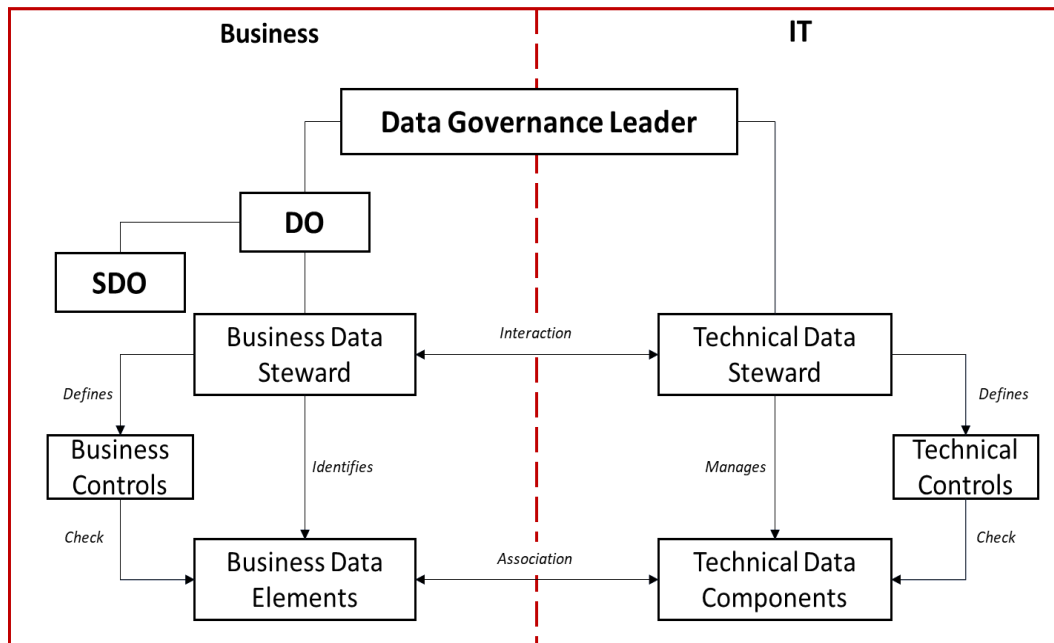 Business
IT
Data Governance Leader
DO
SDO
Business Data
Steward
Interaction
Technical Data
Steward
Defines
Defines
Business
Controls
Identifies
Manages
Technical
Controls
Check
Check
Business Data
Elements
Association
Technical Data
Components